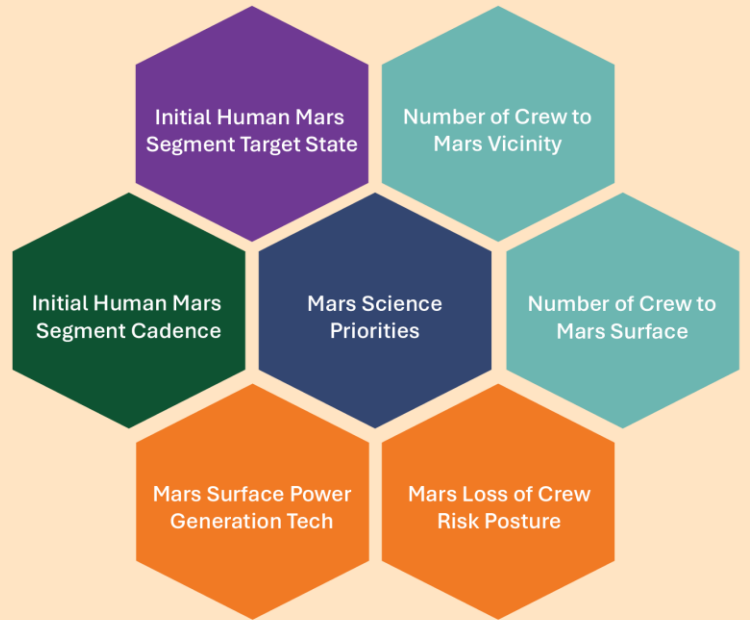 Initial Human Mars
Segment Target State
Number of Crew to
Mars Vicinity
Initial Human Mars
Segment Cadence
Mars Science
Priorities
Number of Crew to
Mars Surface
Mars Surface Power
Generation Tech
Mars Loss of Crew
Risk Posture